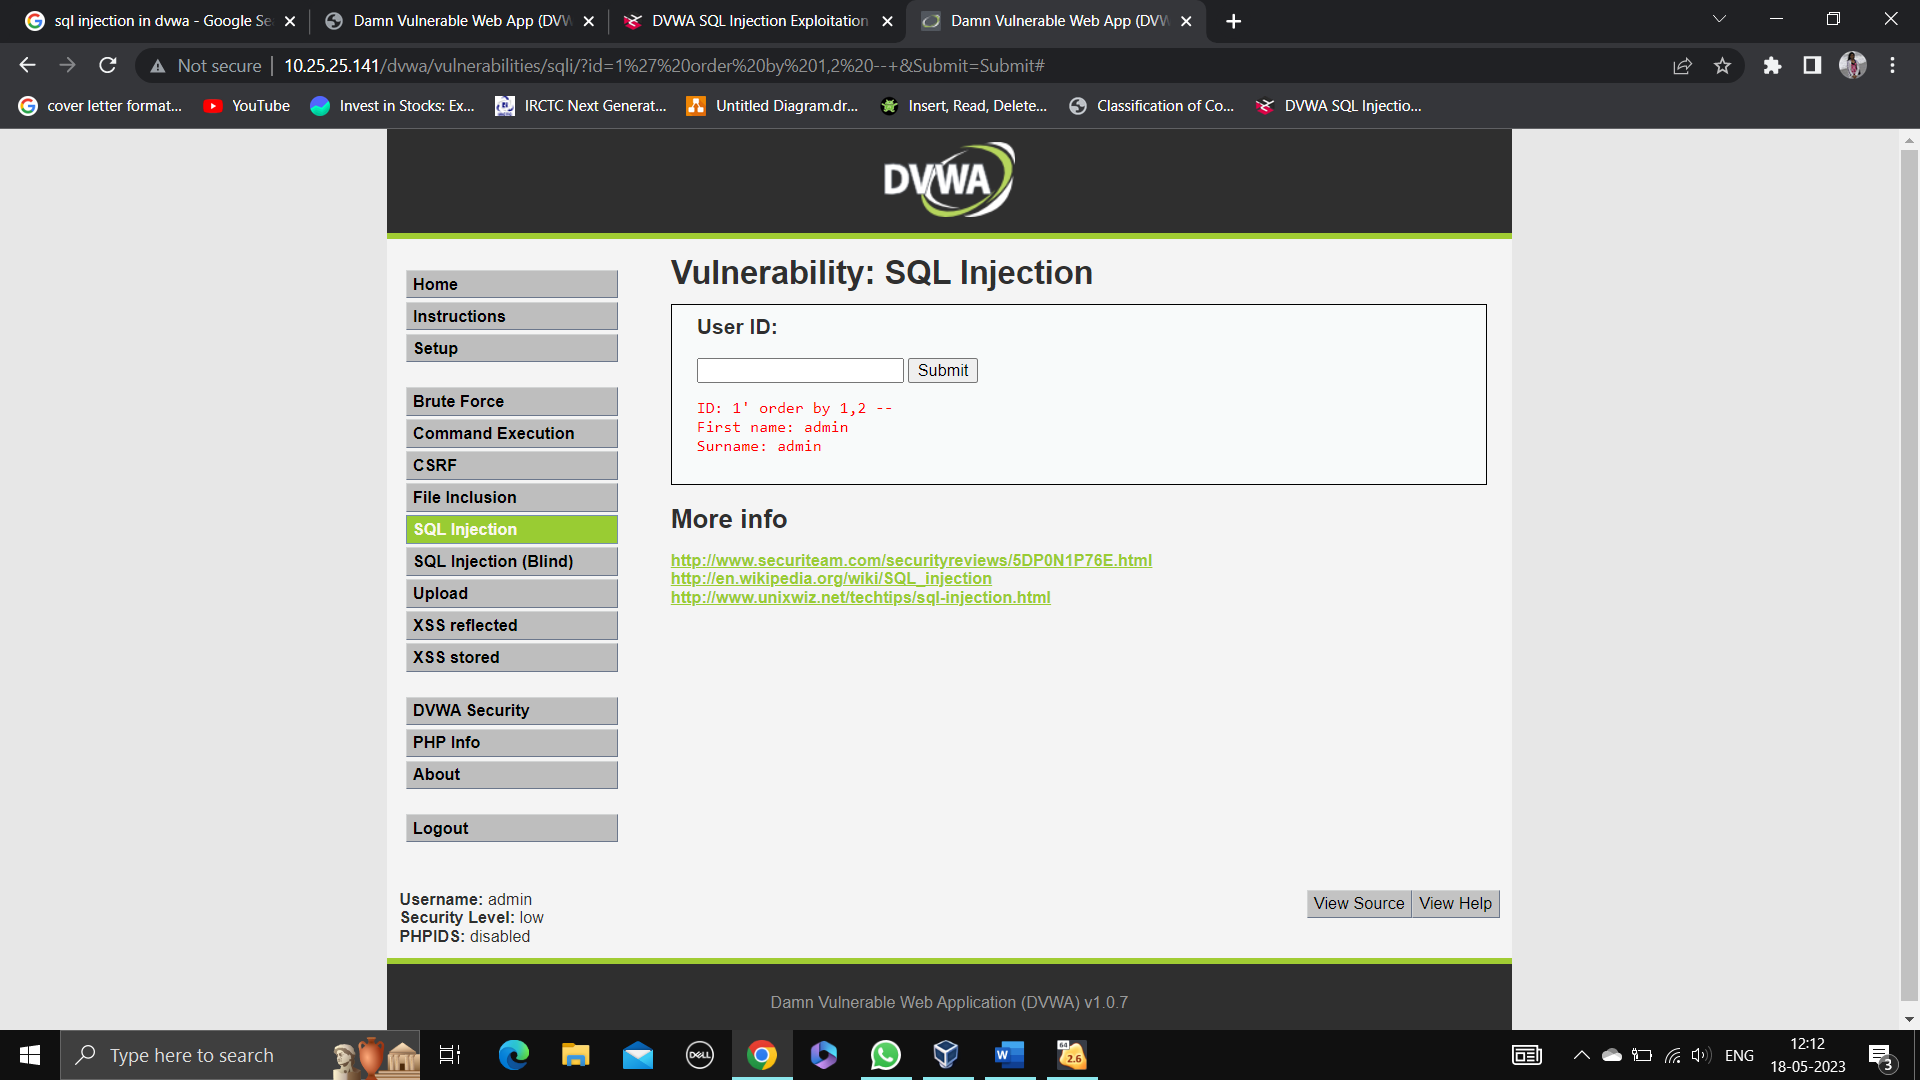 sql injection in dvwa - Google Se
Damn Vulnerable Web App (DVW
DVWA SQL Injection Exploitation
Damn Vulnerable Web App (DVW
Not secure
10.25.25.141/dvwa/vulnerabilities/sqli/?id=1%27%20order%20by%201,2%20--+&Submit=Submit#
cover letter format...
YouTube
Invest in Stocks: Ex...
IRCTC Next Generat...
Untitled Diagram.dr...
Insert, Read, Delete...
Classification of Co...
DVWA SQL Injectio...
DVWA
Home
Instructions
Setup
Brute Force
Command Execution
CSRF
File Inclusion
SQL Injection
SQL Injection (Blind)
Upload
XSS reflected
XSS stored
DVWA Security
PHP Info
About
Logout
Vulnerability: SQL Injection
User ID:
Submit
ID: 1' order by 1,2 --
First name: admin
Surname: admin
More info
http://www.securiteam.com/securityreviews/5DP0N1P76E.html
http://en.wikipedia.org/wiki/SQL_injection
http://www.unixwiz.net/techtips/sql-injection.html
Username: admin
Security Level: low
PHPIDS: disabled
View Source
View Help
Damn Vulnerable Web Application (DVWA) v1.0.7
Type here to search
DELL
W
64
2.6
ENG
12:12
18-05-2023
3